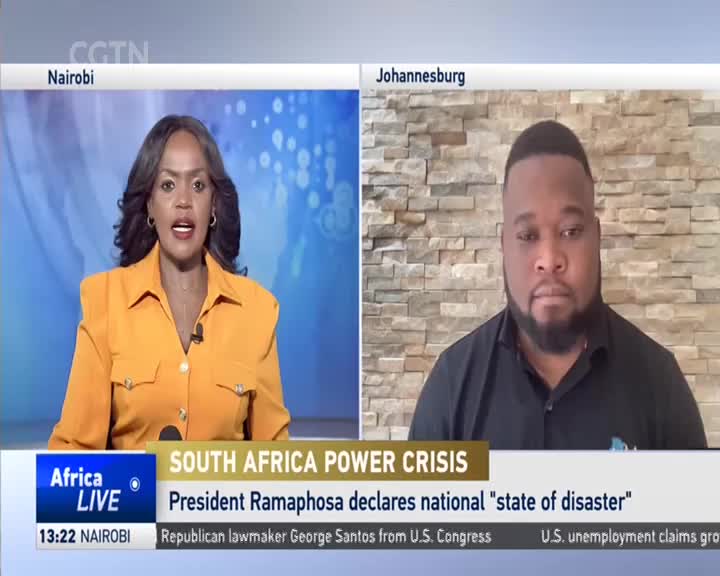 CGTN
Nairobi
Johannesburg
SOUTH AFRICA POWER CRISIS
Africa
LIVE
President Ramaphosa declares national "state of disaster"
13:22 NAIROBI
Republican lawmaker George Santos from U.S. Congress U.S. unemployment claims gro